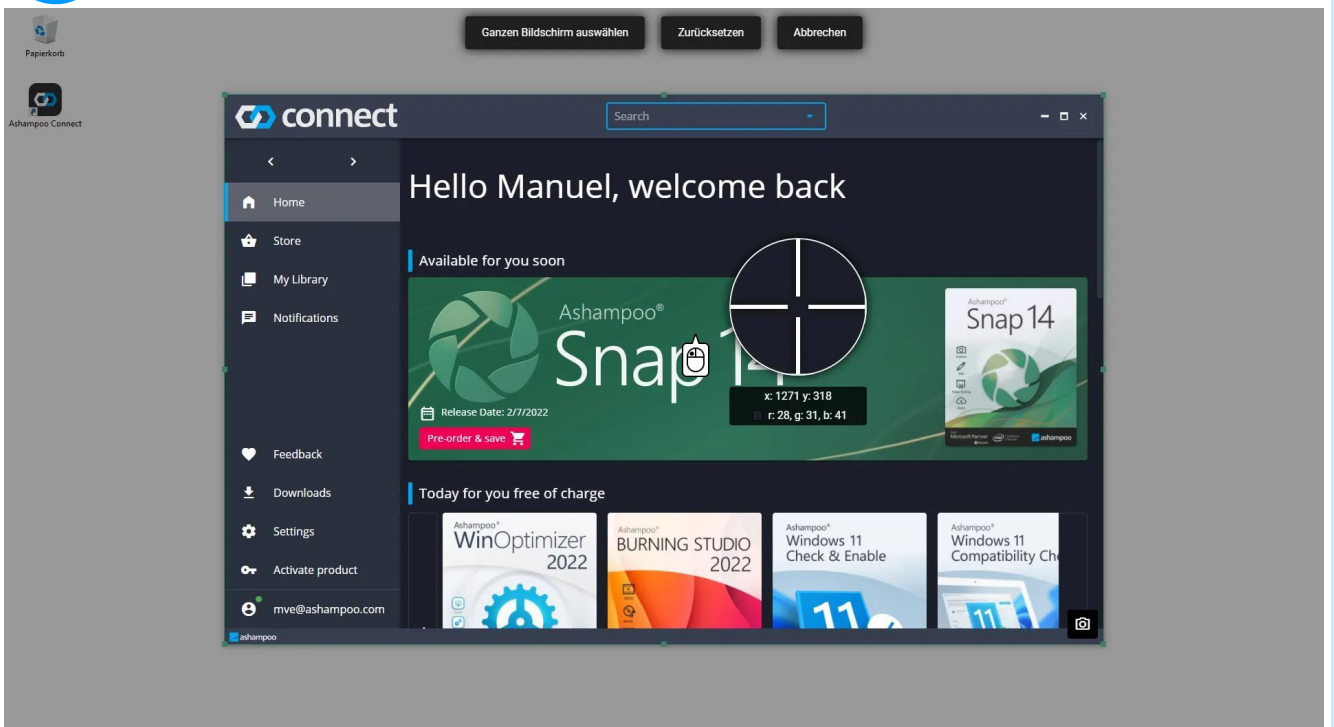 Papierkorb
Ashampoo Connect
Ganzen Bildschirm auswählen
Zurücksetzen
Abbrechen
connect
Search
Home
Store
My Library
Notifications
Feedback
Downloads
Settings
Activate product
mve@ashampoo.com
ashampoo
Hello Manuel, welcome back
Available for you soon
Ashampoo®
Snap 14
Release Date: 2/7/2022
Pre-order & save
x: 1271 y: 318
r: 28, g: 31, b: 41
Ashampoo®
Snap 14
ashampoo
Today for you free of charge
Ashampoo®
WinOptimizer
2022
Ashampoo®
BURNING STUDIO
2022
Ashampoo®
Windows 11
Check & Enable
11
Ashampoo®
Windows 11
Compatibility Che
11